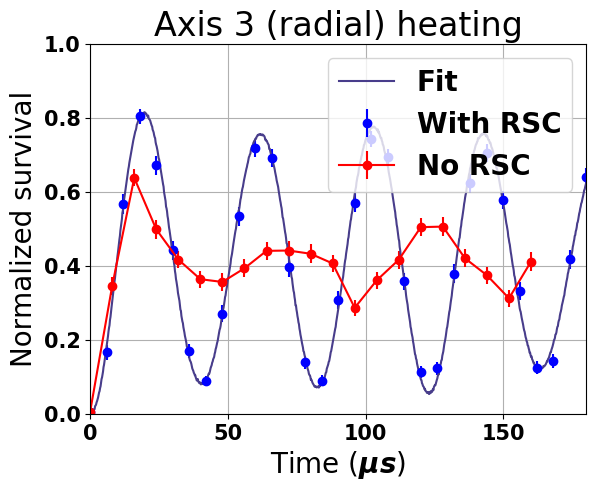 Axis 3 (radial) heating
Normalized survival
1.0
0.8
0.6
0.4
0.2
0.0
Fit
With RSC
No RSC
0
50
100
150
Time (μs)